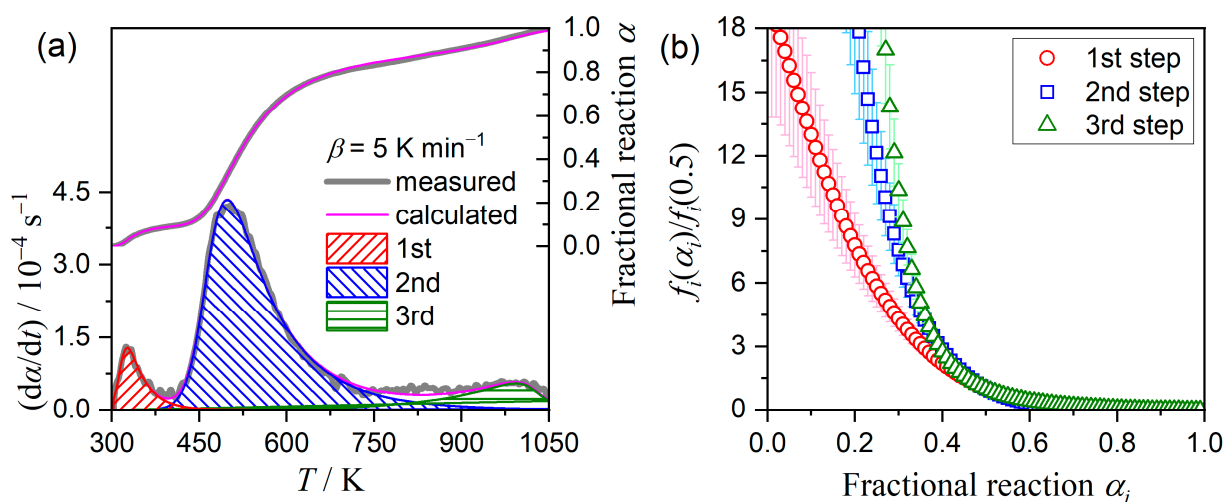 (a)
β = 5 K min⁻¹
measured
calculated
1st
2nd
3rd
(dα/dt) / 10⁻⁴ s⁻¹
4.5
3.0
1.5
0.0
300 450 600 750 900 1050
T / K
1.0
0.8
0.6
0.4
0.2
0.0
Fractional reaction α
(b)
1st step
2nd step
3rd step
fᵢ(αᵢ)/fᵢ(0.5)
18
15
12
9
6
3
0
0.0 0.2 0.4 0.6 0.8 1.0
Fractional reaction αᵢ